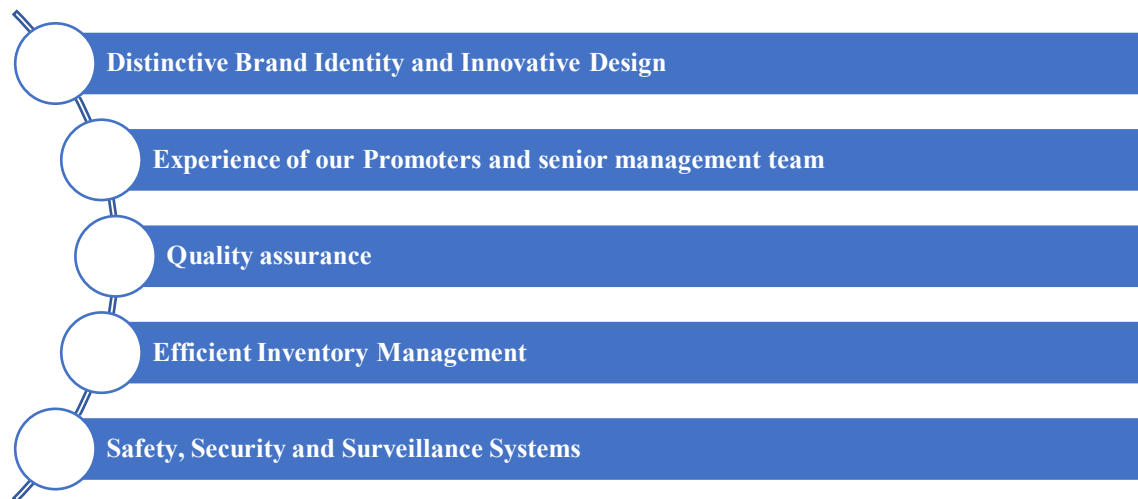 Distinctive Brand Identity and Innovative Design
Experience of our Promoters and senior management team
Quality assurance
Efficient Inventory Management
Safety, Security and Surveillance Systems